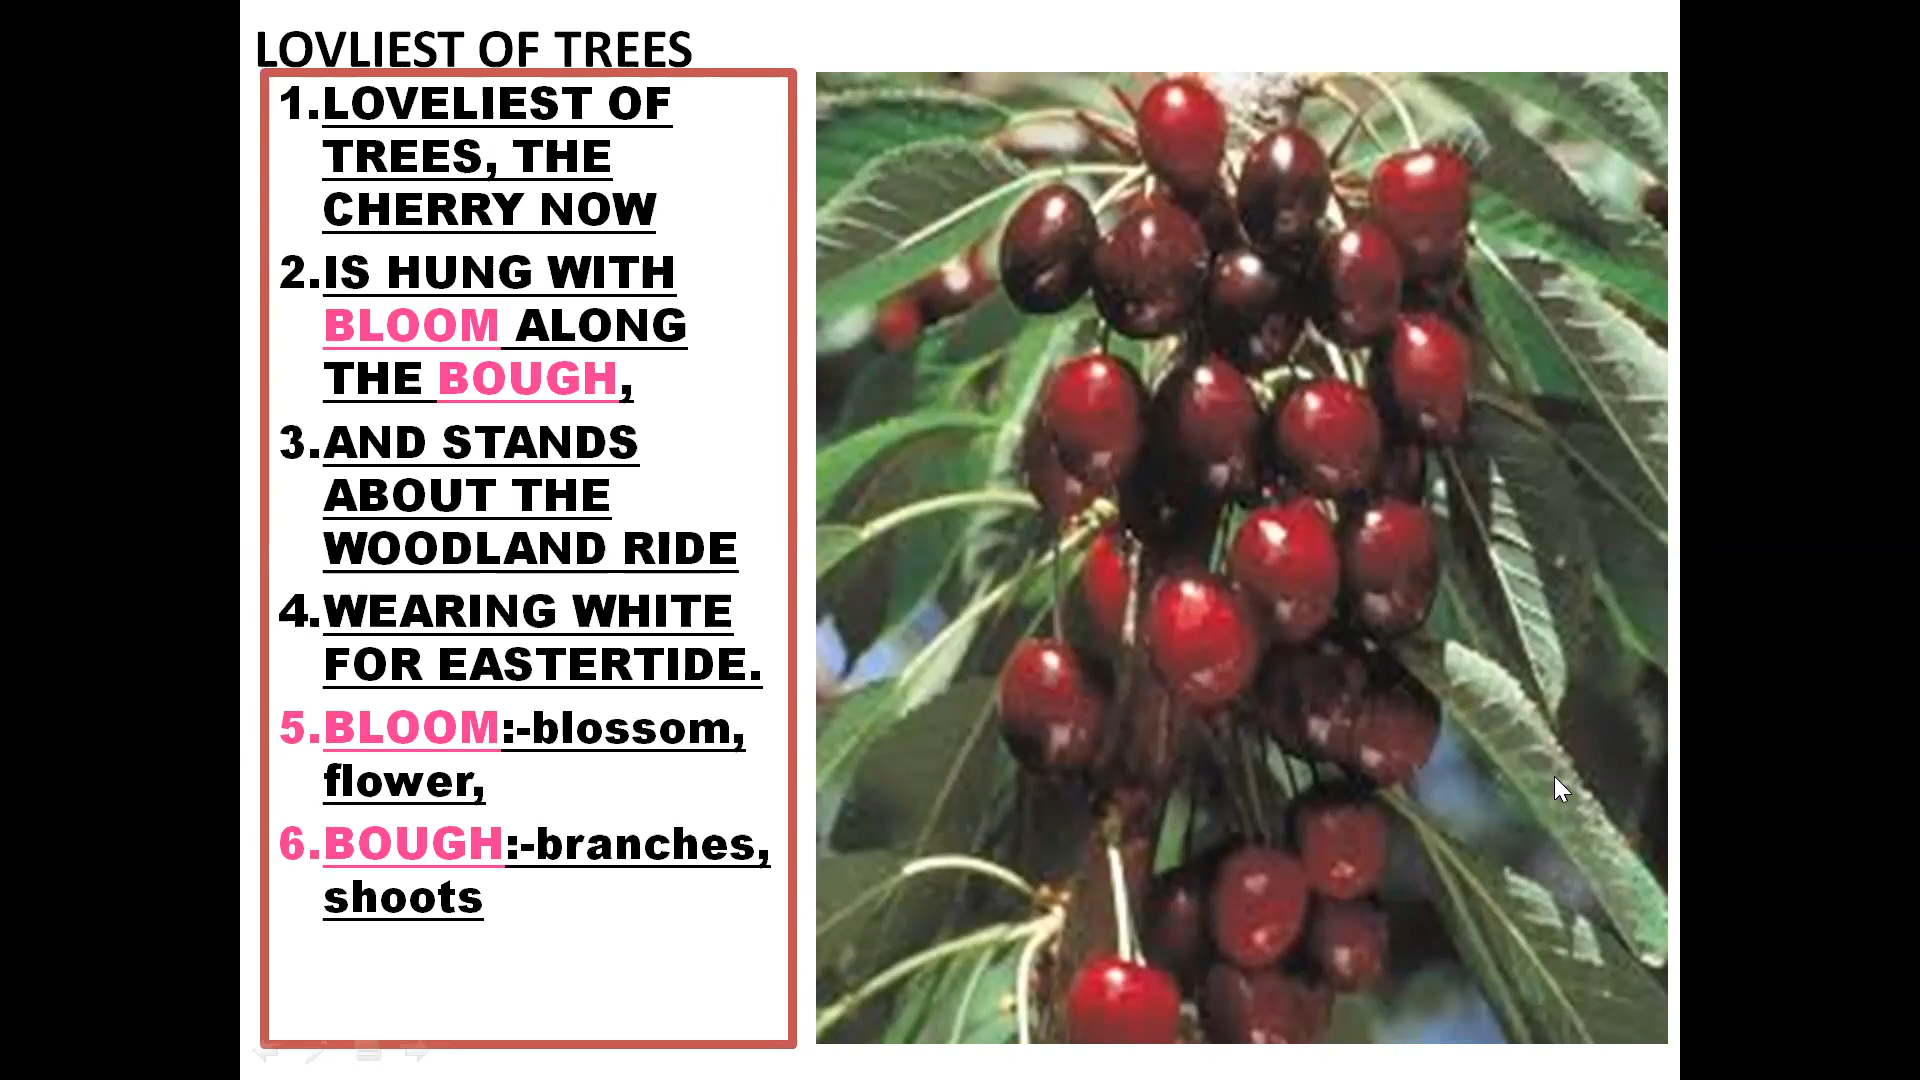 LOVLIEST OF TREES
1.LOVELIEST OF
TREES, THE
CHERRY NOW
2.IS HUNG WITH
BLOOM ALONG
THE BOUGH,
3.AND STANDS
ABOUT THE
WOODLAND RIDE
4.WEARING WHITE
FOR EASTERTIDE.
5.BLOOM:-blossom,
flower,
6.BOUGH:-branches,
shoots